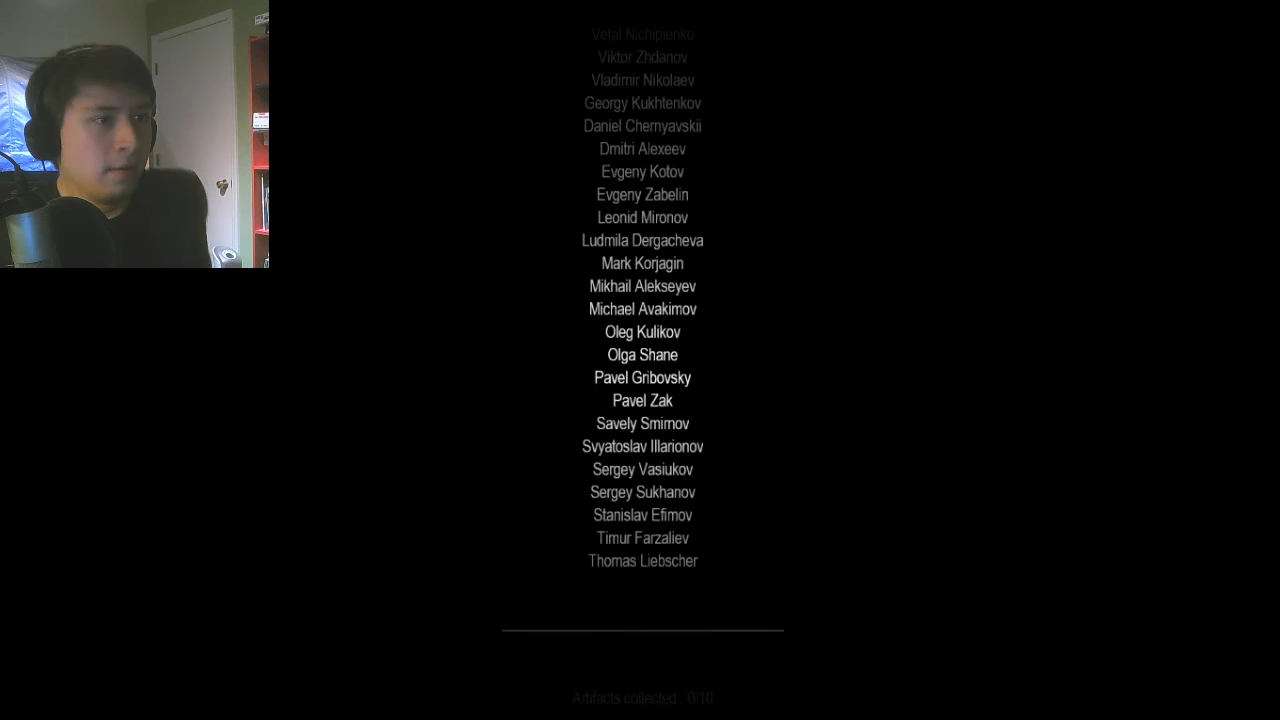 Vetal Nichipienko
Viktor Zhdanov
Vladimir Nikolaev
Georgy Kukhtenkov
Daniel Chernyavskii
Dmitri Alexeev
Evgeny Kotov
Evgeny Zabelin
Leonid Mironov
Ludmila Dergacheva
Mark Korjagin
Mikhail Alekseyev
Michael Avakimov
Oleg Kulikov
Olga Shane
Pavel Gribovsky
Pavel Zak
Savely Smirnov
Svyatoslav Illarionov
Sergey Vasiukov
Sergey Sukhanov
Stanislav Efimov
Timur Farzaliev
Thomas Liebscher
Artifacts collected : 0/10